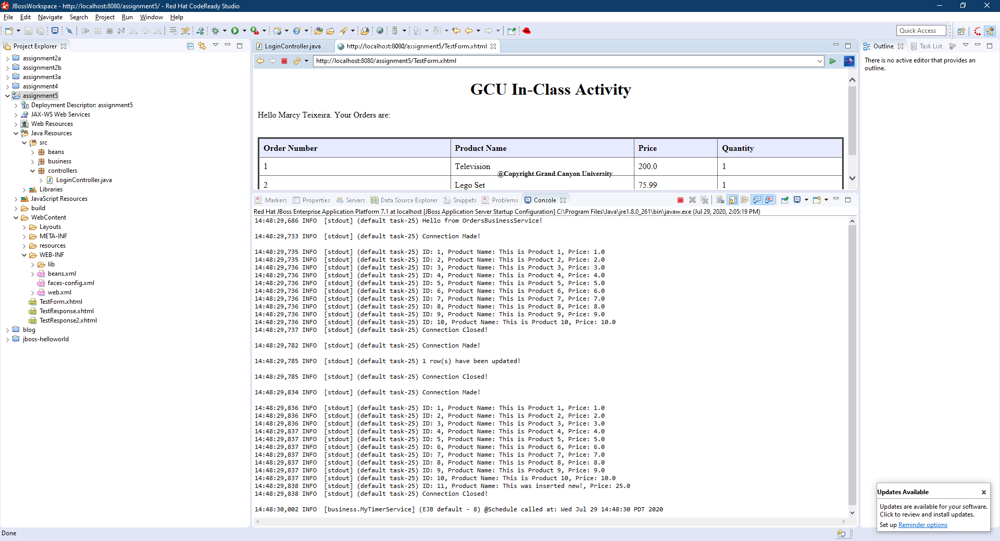 JBossWorkspace - http://localhost:8080/assignment5/ - Red Hat CodeReady Studio
File Edit Navigate Search Project Run Window Help
Quick Access
Project Explorer
assignment2a
assignment2b
assignment3a
assignment4
assignment5
Deployment Descriptor: assignment5
JAX-WS Web Services
Web Resources
Java Resources
src
beans
business
controllers
LoginController.java
Libraries
JavaScript Resources
build
WebContent
Layouts
META-INF
resources
WEB-INF
lib
beans.xml
faces-config.xml
web.xml
TestForm.xhtml
TestResponse.xhtml
TestResponse2.xhtml
blog
jboss-helloworld
LoginController.java http://localhost:8080/assignment5/TestForm.xhtml
http://localhost:8080/assignment5/TestForm.xhtml
GCU In-Class Activity
Hello Marcy Teixeira. Your Orders are:
Order Number Product Name Price Quantity
1 Television 200.0 1
@Copyright Grand Canyon University
2 Lego Set 75.99 1
Markers Properties Servers Data Source Explorer Snippets Problems Console
Red Hat JBoss Enterprise Application Platform 7.1 at localhost [JBoss Application Server Startup Configuration] C:\Program Files\Java\jre1.8.0_261\bin\javaw.exe (Jul 29, 2020, 2:05:19 PM)
14:48:29,686 INFO [stdout] (default task-25) Hello from OrdersBusinessService!
14:48:29,733 INFO [stdout] (default task-25) Connection Made!
14:48:29,735 INFO [stdout] (default task-25) ID: 1, Product Name: This is Product 1, Price: 1.0
14:48:29,735 INFO [stdout] (default task-25) ID: 2, Product Name: This is Product 2, Price: 2.0
14:48:29,736 INFO [stdout] (default task-25) ID: 3, Product Name: This is Product 3, Price: 3.0
14:48:29,736 INFO [stdout] (default task-25) ID: 4, Product Name: This is Product 4, Price: 4.0
14:48:29,736 INFO [stdout] (default task-25) ID: 5, Product Name: This is Product 5, Price: 5.0
14:48:29,736 INFO [stdout] (default task-25) ID: 6, Product Name: This is Product 6, Price: 6.0
14:48:29,736 INFO [stdout] (default task-25) ID: 7, Product Name: This is Product 7, Price: 7.0
14:48:29,736 INFO [stdout] (default task-25) ID: 8, Product Name: This is Product 8, Price: 8.0
14:48:29,736 INFO [stdout] (default task-25) ID: 9, Product Name: This is Product 9, Price: 9.0
14:48:29,736 INFO [stdout] (default task-25) ID: 10, Product Name: This is Product 10, Price: 10.0
14:48:29,737 INFO [stdout] (default task-25) Connection Closed!
14:48:29,782 INFO [stdout] (default task-25) Connection Made!
14:48:29,785 INFO [stdout] (default task-25) 1 row(s) have been updated!
14:48:29,785 INFO [stdout] (default task-25) Connection Closed!
14:48:29,834 INFO [stdout] (default task-25) Connection Made!
14:48:29,836 INFO [stdout] (default task-25) ID: 1, Product Name: This is Product 1, Price: 1.0
14:48:29,836 INFO [stdout] (default task-25) ID: 2, Product Name: This is Product 2, Price: 2.0
14:48:29,836 INFO [stdout] (default task-25) ID: 3, Product Name: This is Product 3, Price: 3.0
14:48:29,837 INFO [stdout] (default task-25) ID: 4, Product Name: This is Product 4, Price: 4.0
14:48:29,837 INFO [stdout] (default task-25) ID: 5, Product Name: This is Product 5, Price: 5.0
14:48:29,837 INFO [stdout] (default task-25) ID: 6, Product Name: This is Product 6, Price: 6.0
14:48:29,837 INFO [stdout] (default task-25) ID: 7, Product Name: This is Product 7, Price: 7.0
14:48:29,837 INFO [stdout] (default task-25) ID: 8, Product Name: This is Product 8, Price: 8.0
14:48:29,837 INFO [stdout] (default task-25) ID: 9, Product Name: This is Product 9, Price: 9.0
14:48:29,837 INFO [stdout] (default task-25) ID: 10, Product Name: This is Product 10, Price: 10.0
14:48:29,838 INFO [stdout] (default task-25) ID: 11, Product Name: This was inserted new!, Price: 25.0
14:48:29,838 INFO [stdout] (default task-25) Connection Closed!
14:48:30,002 INFO [business.MyTimerService] (EJB default - 8) @Schedule called at: Wed Jul 29 14:48:30 PDT 2020
Outline Task List
There is no active editor that provides an
outline.
Updates Available
Updates are available for your software.
Click to review and install updates.
Set up Reminder options
Done